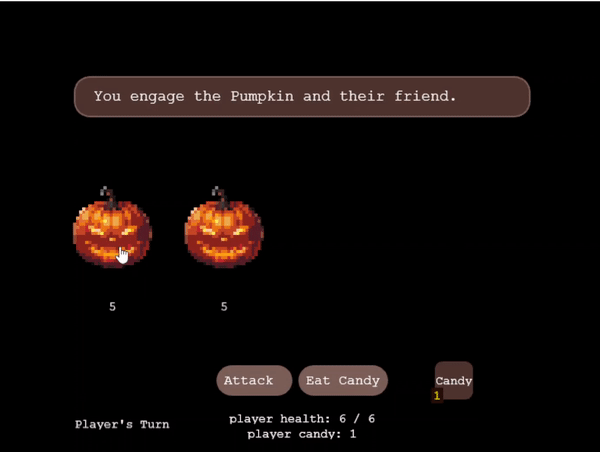 You engage the Pumpkin and their friend.
5 5
Attack Eat Candy Candy
1
player health: 6 / 6
Player's Turn
player candy: 1